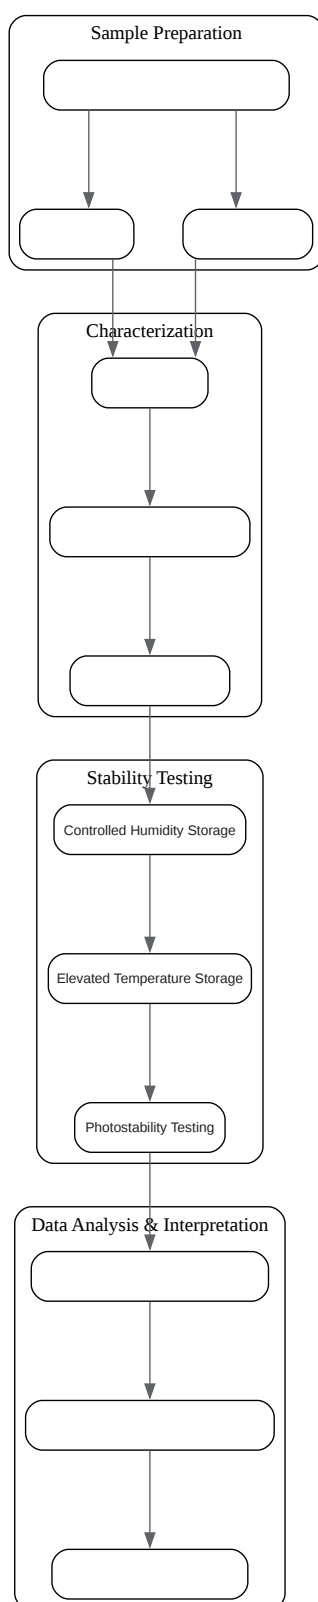 Sample Preparation
Characterization
Stability Testing
Controlled Humidity Storage
Elevated Temperature Storage
Photostability Testing
Data Analysis & Interpretation